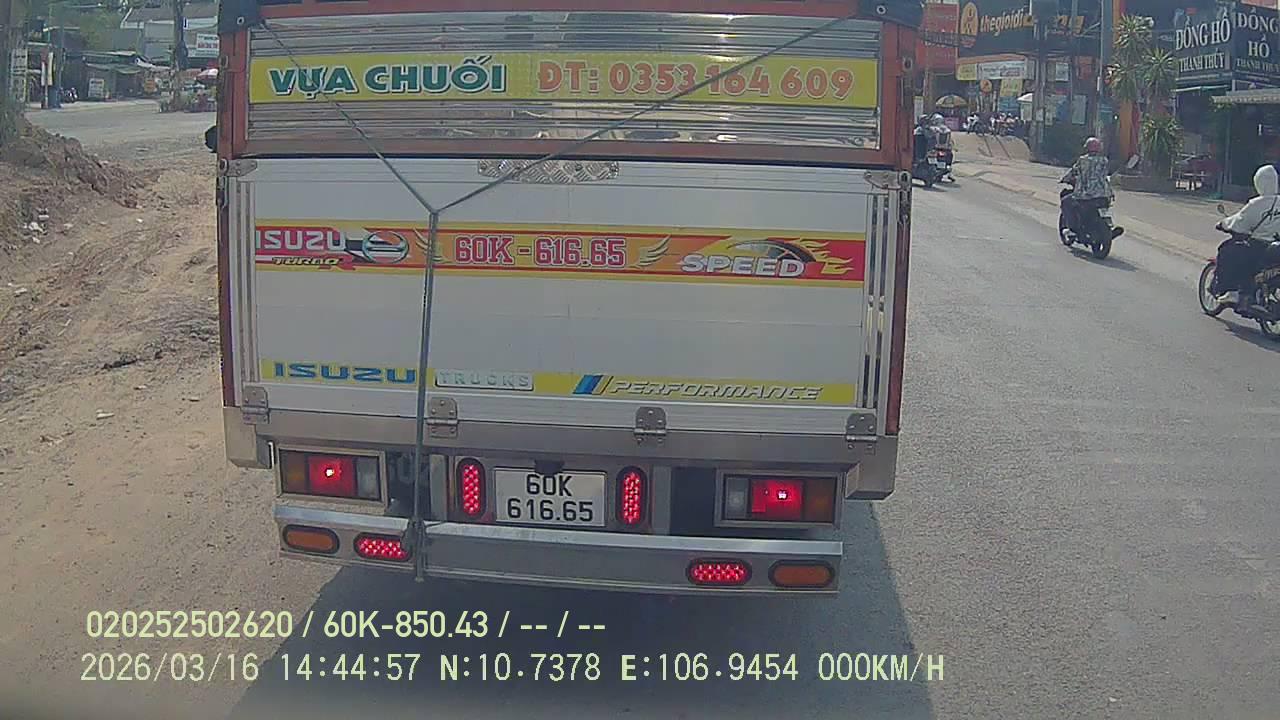 VỰA CHUỐI ĐT: 0353 164 609
thegioidi
ĐỒNG HỒ
THANH THỦY
ĐỒNG
HỒ
ISUZU
TURBO
60K-616.65
SPEED
ISUZU TRUCKS PERFORMANCE
60K
616.65
020252502620 / 60K-850.43 / -- / --
2026/03/16 14:44:57 N:10.7378 E:106.9454 000KM/H